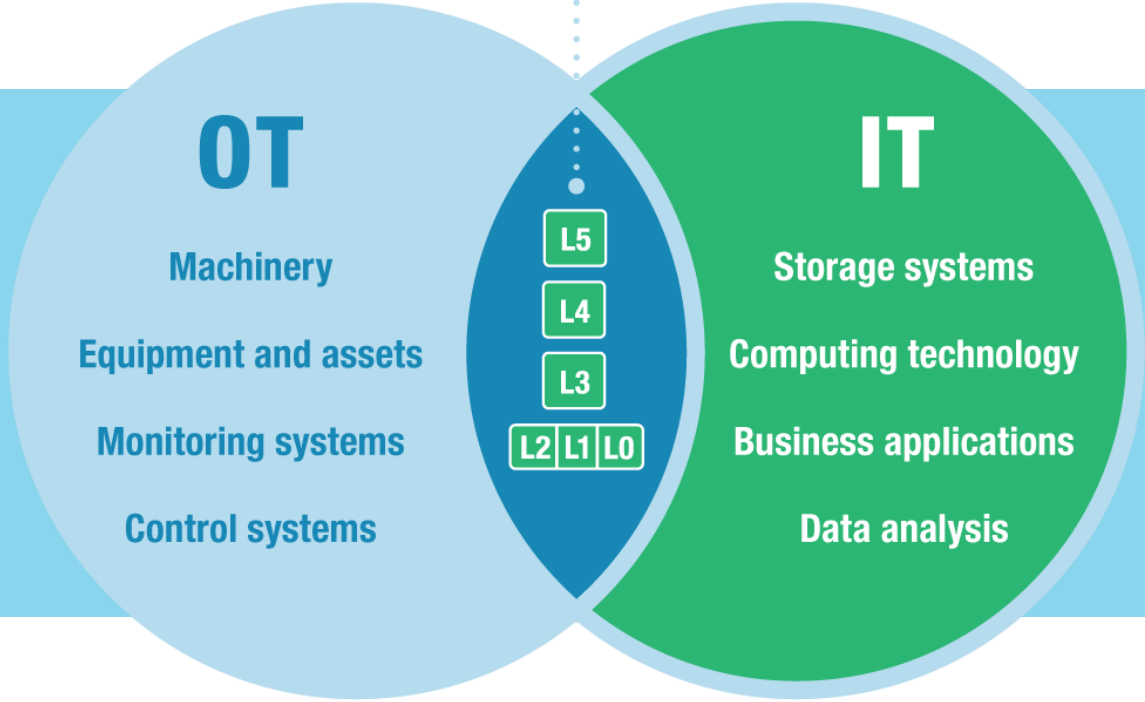 OT
Machinery
Equipment and assets
Monitoring systems
Control systems
L5
L4
L3
L2 L1 L0
IT
Storage systems
Computing technology
Business applications
Data analysis